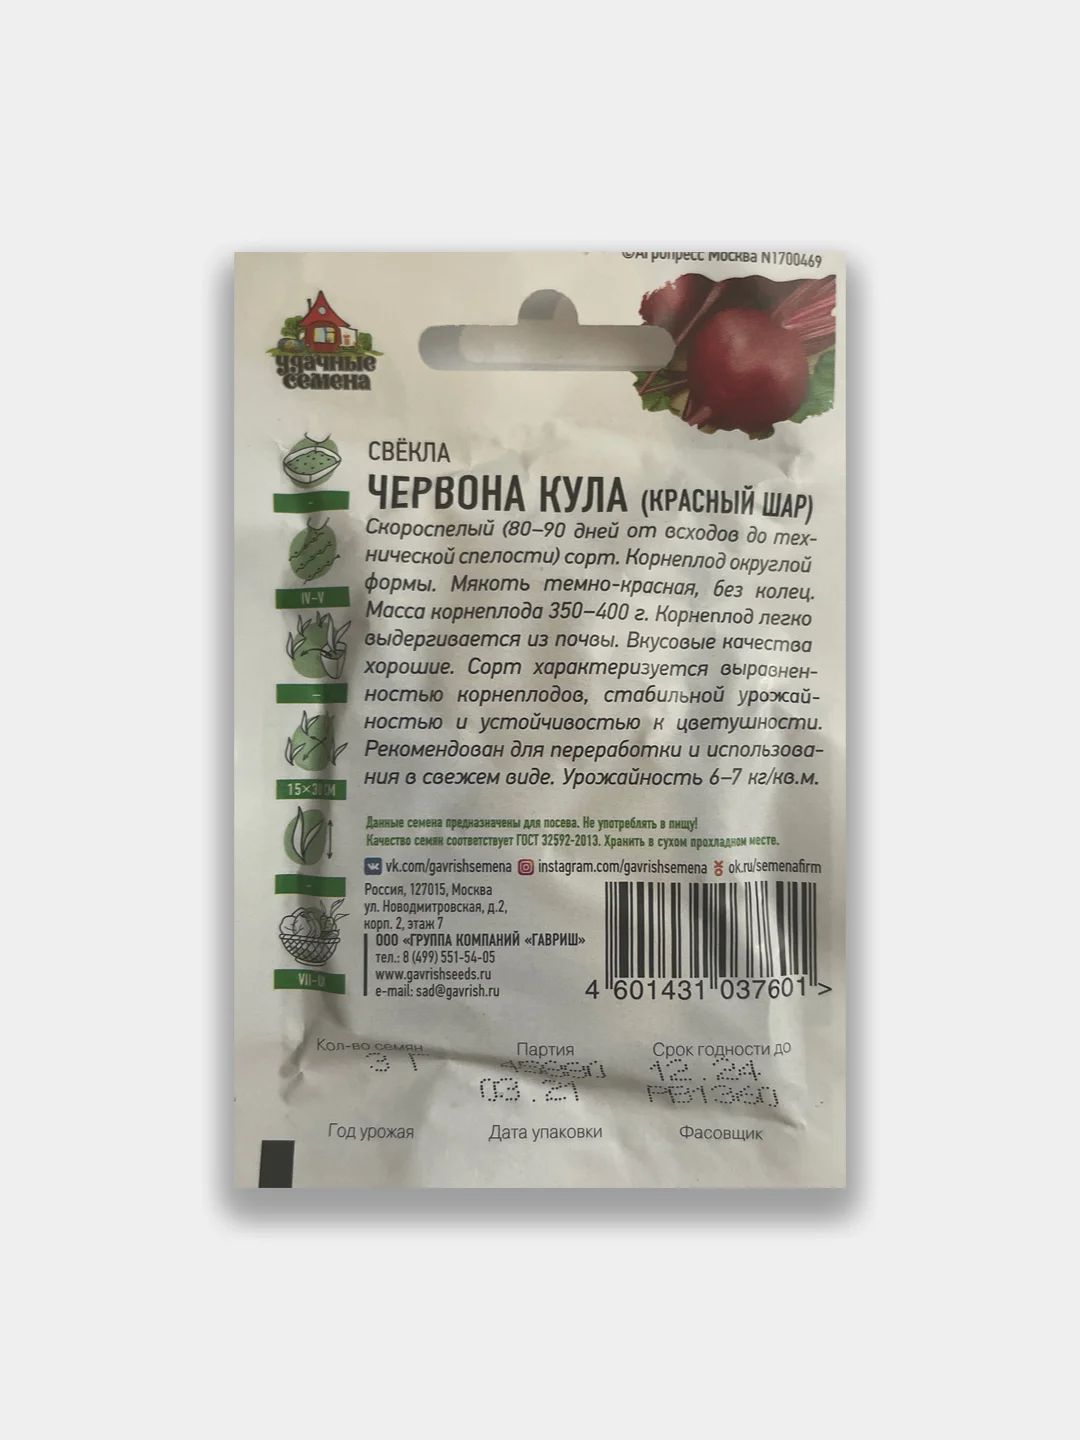 ©Агропресс Москва N1700469
удачные
семена
СВЁКЛА
ЧЕРВОНА КУЛА (КРАСНЫЙ ШАР)
Скороспелый (80–90 дней от всходов до тех-
нической спелости) сорт. Корнеплод округлой
формы. Мякоть темно-красная, без колец.
Масса корнеплода 350–400 г. Корнеплод легко
выдергивается из почвы. Вкусовые качества
хорошие. Сорт характеризуется выравнен-
ностью корнеплодов, стабильной урожай-
ностью и устойчивостью к цветушности.
Рекомендован для переработки и использова-
ния в свежем виде. Урожайность 6–7 кг/кв.м.
–
IV–V
–
15×30СМ
–
VII–IX
Данные семена предназначены для посева. Не употреблять в пищу!
Качество семян соответствует ГОСТ 32592-2013. Хранить в сухом прохладном месте.
vk.com/gavrishsemena instagram.com/gavrishsemena ok.ru/semenafirm
Россия, 127015, Москва
ул. Новодмитровская, д.2,
корп. 2, этаж 7
ООО «ГРУППА КОМПАНИЙ «ГАВРИШ»
тел.: 8 (499) 551-54-05
www.gavrishseeds.ru
e-mail: sad@gavrish.ru
4 601431 037601 >
Кол-во семян Партия Срок годности до
3 Г 12.24
03.21 РВ1360
Год урожая Дата упаковки Фасовщик